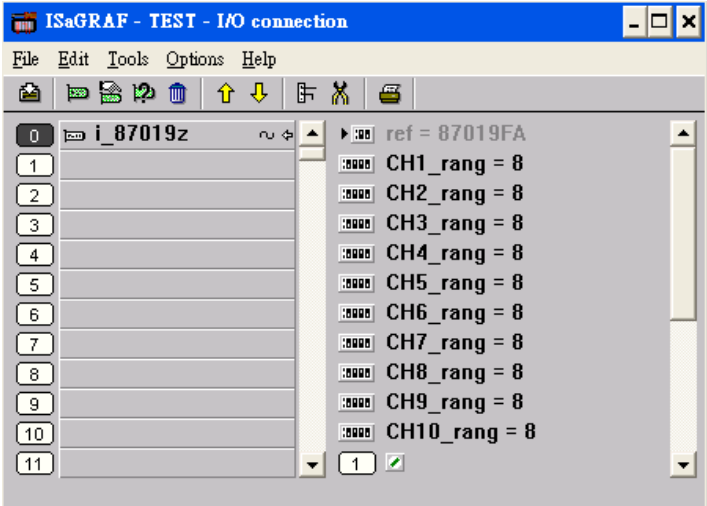 ISaGRAF - TEST - I/O connection
File Edit Tools Options Help
0 i_87019z
1
2
3
4
5
6
7
8
9
10
11
ref = 87019FA
CH1_rang = 8
CH2_rang = 8
CH3_rang = 8
CH4_rang = 8
CH5_rang = 8
CH6_rang = 8
CH7_rang = 8
CH8_rang = 8
CH9_rang = 8
CH10_rang = 8
1